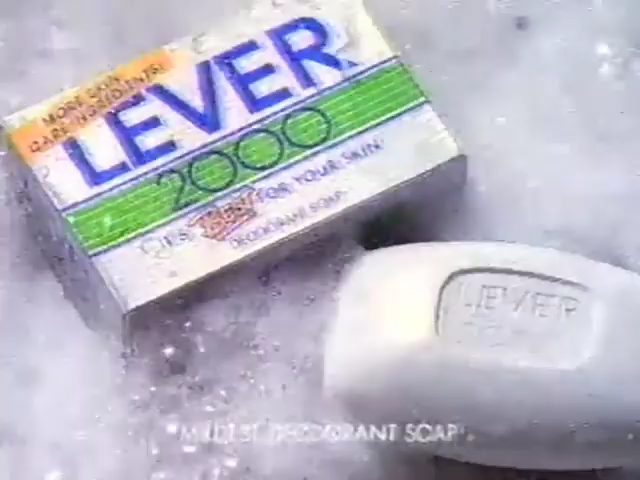 MORE SKIN
CARE INGREDIENTS!
LEVER
2000
FOR YOUR SKIN
DEODORANT SOAP
LEVER
MILDEST DEODORANT SOAP